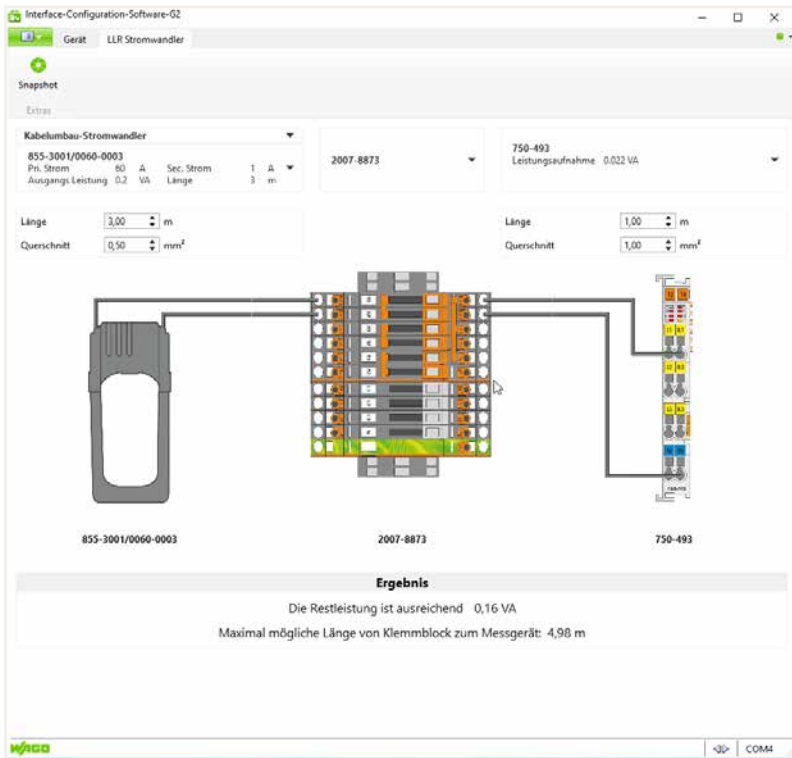 Interface-Configuration-Software-G2
Gerät LLR Stromwandler
Snapshot
Extras
Kabelumbau-Stromwandler
855-3001/0060-0003
Pri. Strom 60 A Sec. Strom 1 A
Ausgangs Leistung 0.2 VA Länge 3 m
2007-8873
750-493
Leistungsaufnahme 0.022 VA
Länge 3,00 m
Querschnitt 0,50 mm²
Länge 1,00 m
Querschnitt 1,00 mm²
855-3001/0060-0003 2007-8873 750-493
Ergebnis
Die Restleistung ist ausreichend 0,16 VA
Maximal mögliche Länge von Klemmblock zum Messgerät: 4,98 m
WAGO
COM4